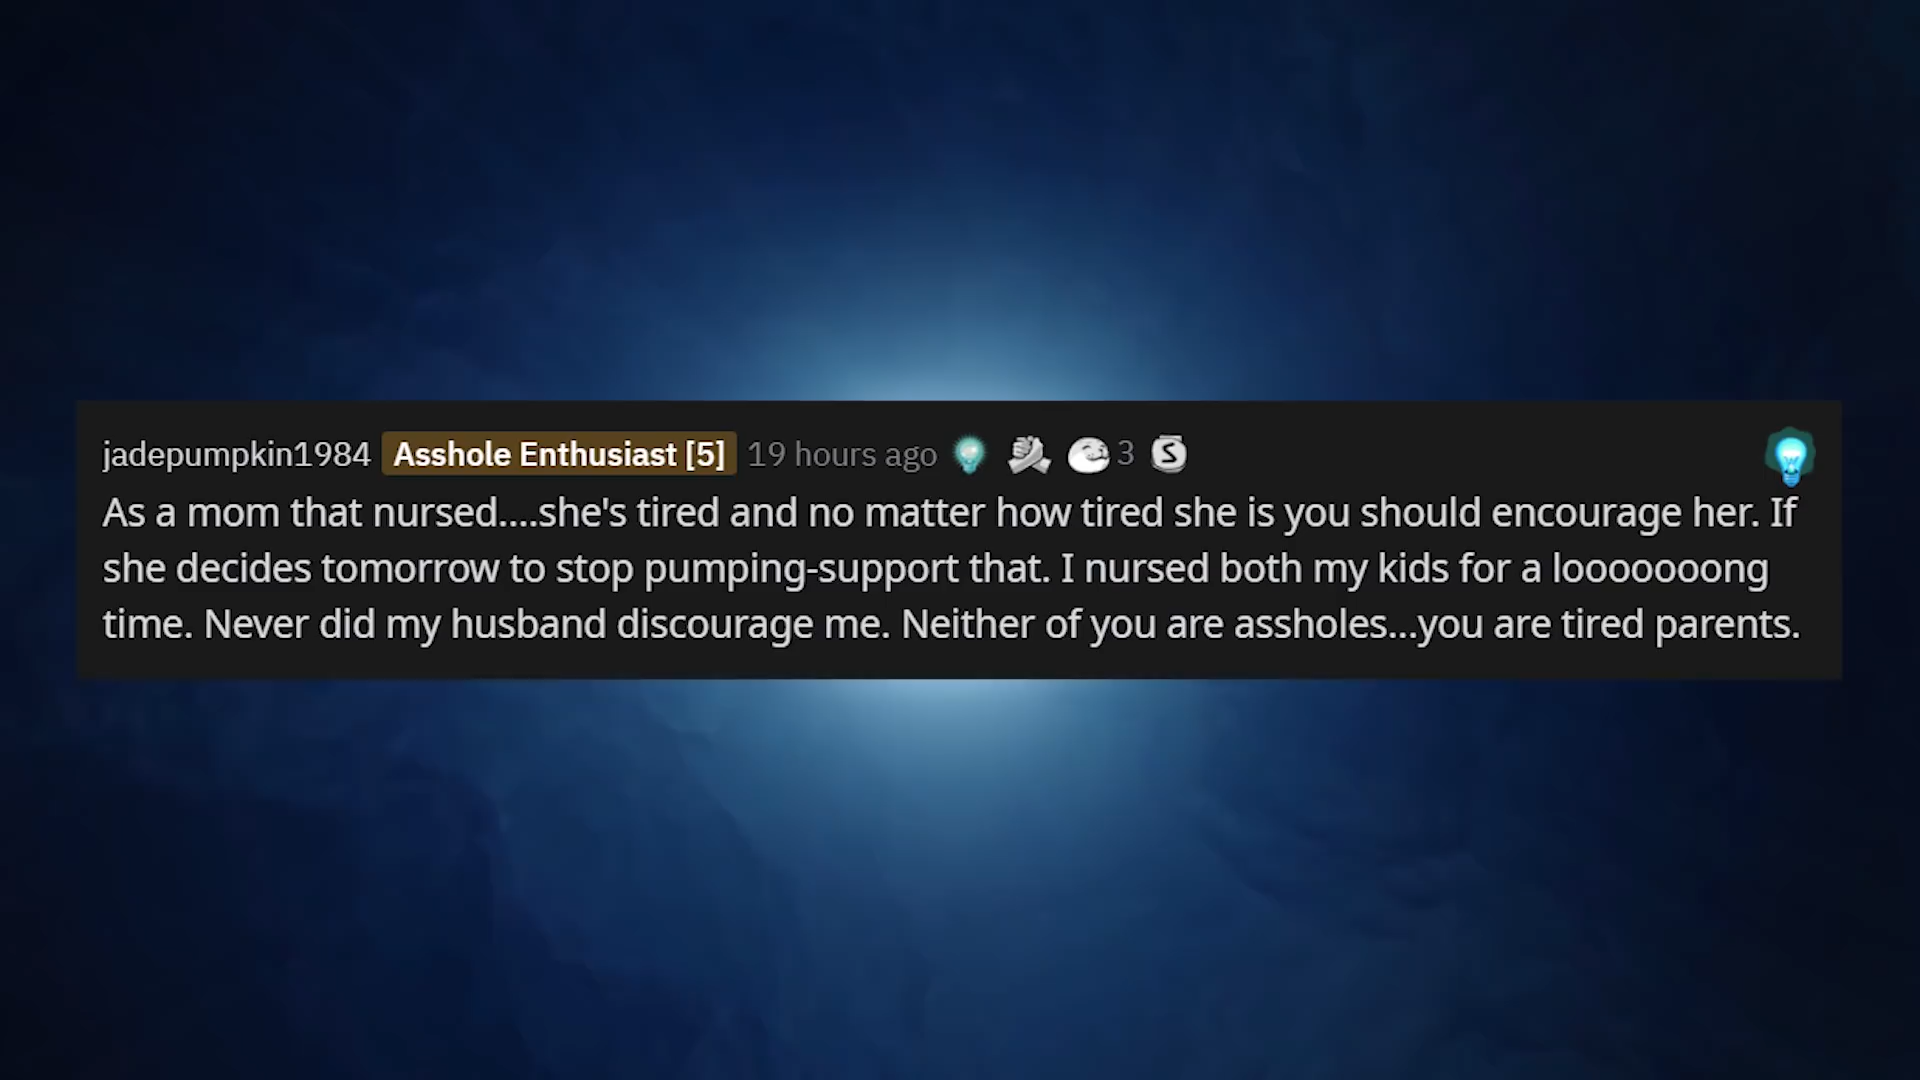 jadepumpkin1984 Asshole Enthusiast [5] 19 hours ago 3 S
As a mom that nursed....she's tired and no matter how tired she is you should encourage her. If
she decides tomorrow to stop pumping-support that. I nursed both my kids for a looooooong
time. Never did my husband discourage me. Neither of you are assholes...you are tired parents.